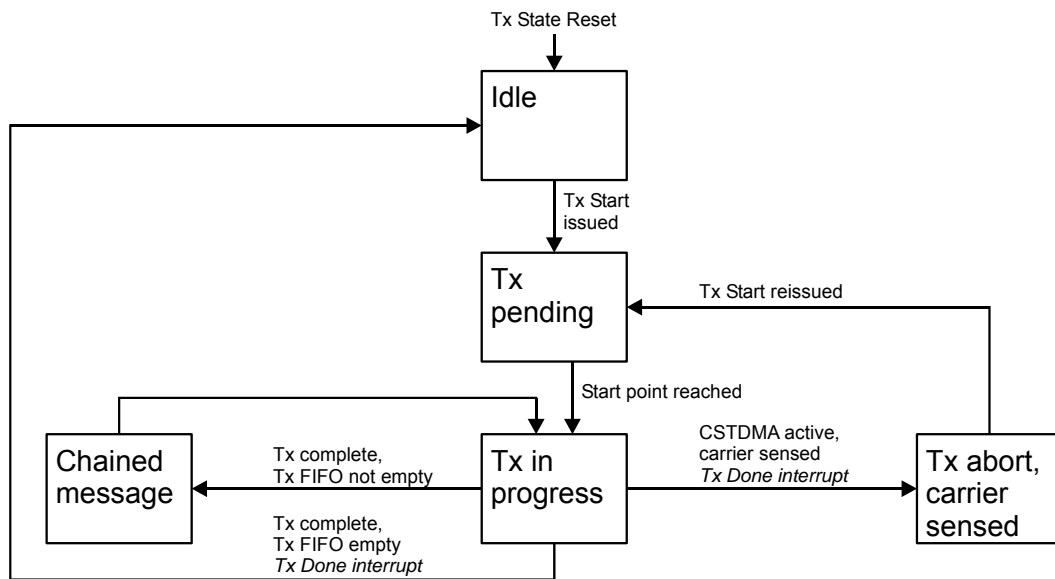 Tx State Reset
Idle
Tx Start
issued
Tx
pending
Tx Start reissued
Start point reached
Chained
message
Tx complete,
Tx FIFO not empty
Tx in
progress
CSTDMA active,
carrier sensed
Tx Done interrupt
Tx abort,
carrier
sensed
Tx complete,
Tx FIFO empty
Tx Done interrupt